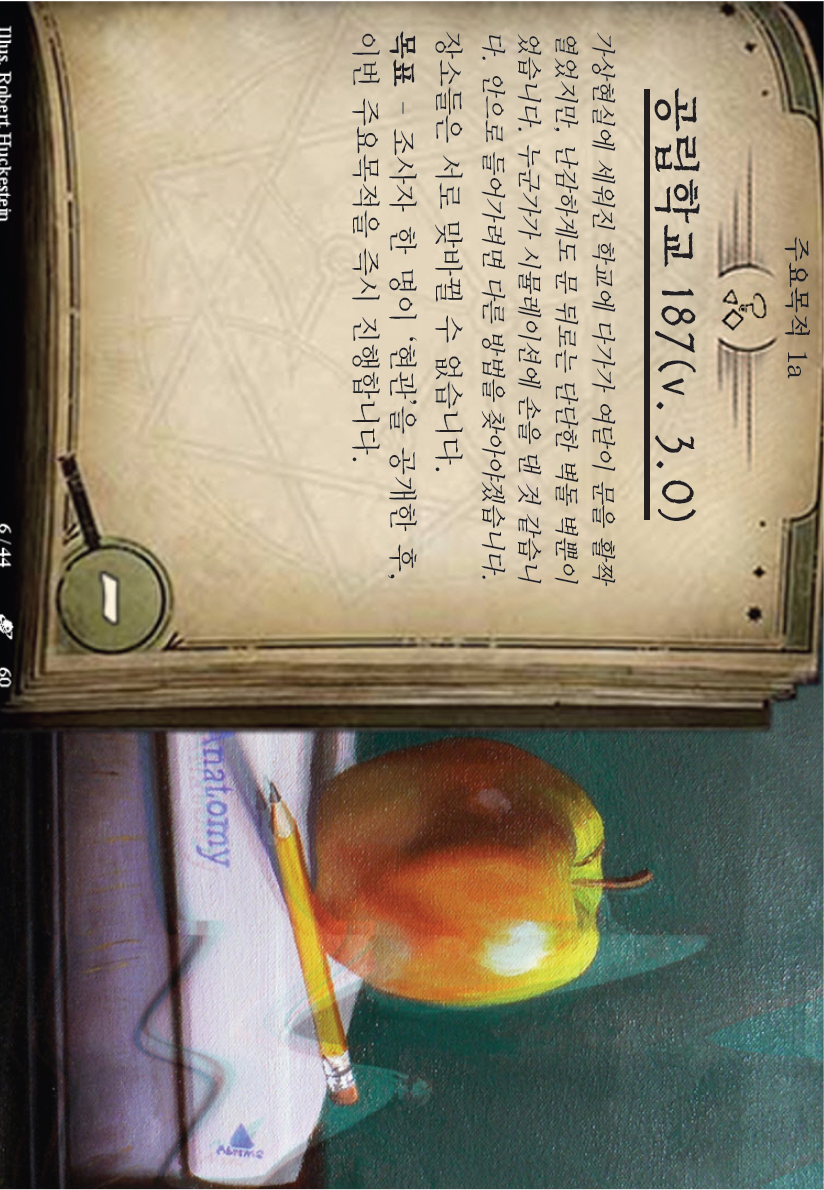 주요목적 1a
공립학교 187(v. 3.0)
가상현실에 세워진 학교에 다가가 여닫이 문을 활짝
열었지만, 난감하게도 문 뒤로는 단단한 벽돌 벽뿐이
었습니다. 누군가가 시뮬레이션에 손을 댄 것 같습니
다. 안으로 들어가려면 다른 방법을 찾아야겠습니다.
장소들은 서로 맞바뀔 수 없습니다.
목표 – 조사자 한 명이 ‘현관’을 공개한 후,
이번 주요목적을 즉시 진행합니다.
–
Illus. Robert Huckestein
6/44
60
Anatomy